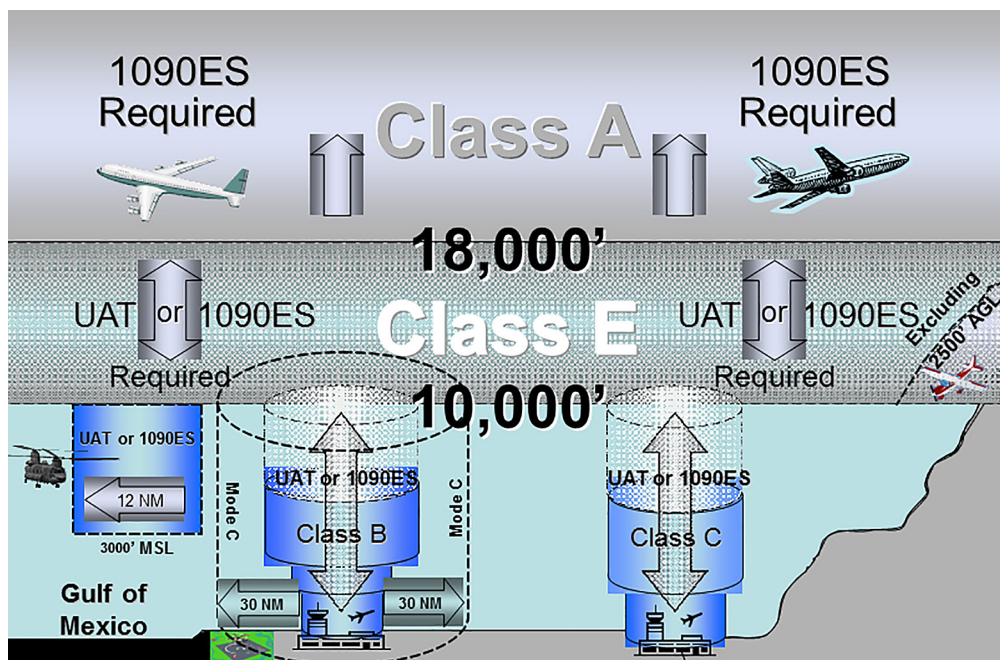 1090ES
Required
Class A
1090ES
Required
18,000’
UAT or 1090ES
Required
Class E
UAT or 1090ES
Required
Excluding
2500’ AGL
10,000’
UAT or 1090ES
12 NM
3000’ MSL
Gulf of
Mexico
Mode C
UAT or 1090ES
Class B
30 NM
30 NM
Mode C
UAT or 1090ES
Class C